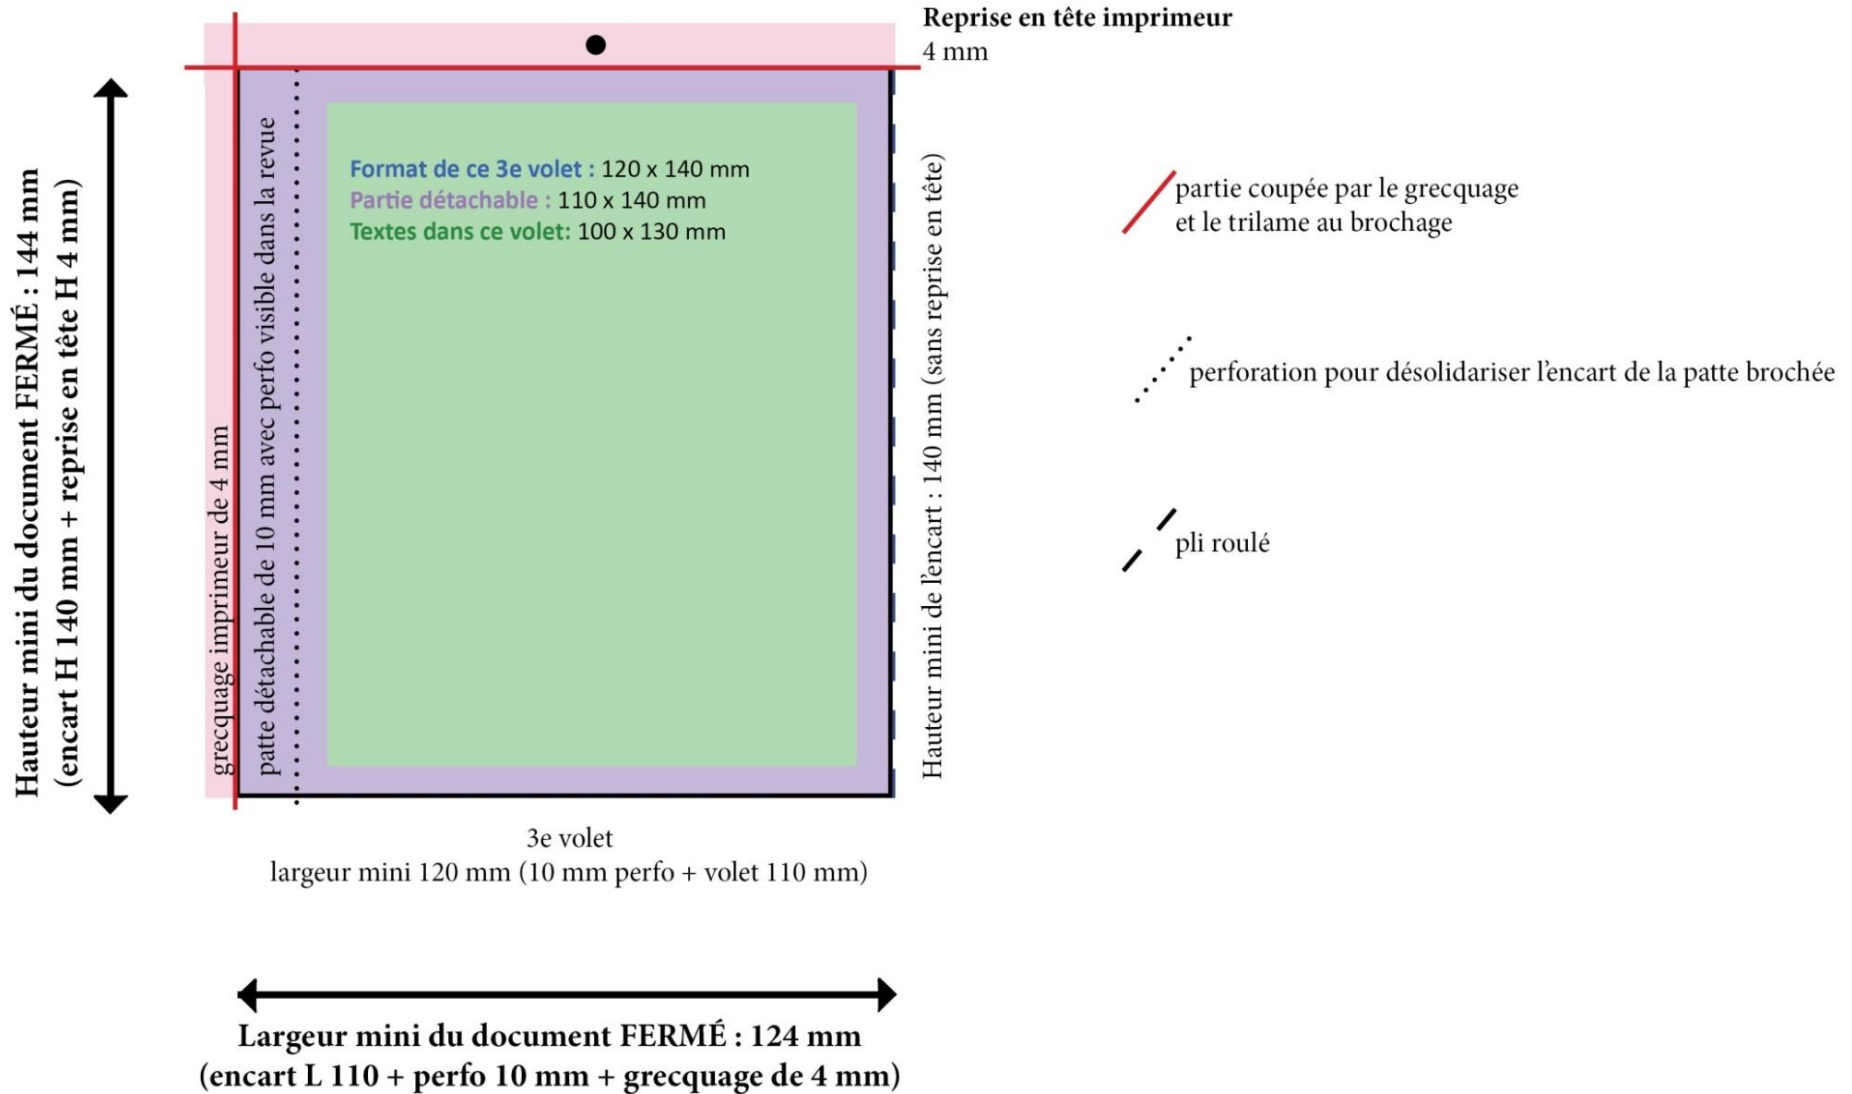 Reprise en tête imprimeur
4 mm
Hauteur mini du document FERMÉ : 144 mm
(encart H 140 mm + reprise en tête H 4 mm)
grecquage imprimeur de 4 mm
patte détachable de 10 mm avec perfo visible dans la revue
Format de ce 3e volet : 120 x 140 mm
Partie détachable : 110 x 140 mm
Textes dans ce volet: 100 x 130 mm
Hauteur mini de l'encart : 140 mm (sans reprise en tête)
partie coupée par le grecquage
et le trilame au brochage
perforation pour désolidariser l'encart de la patte brochée
pli roulé
3e volet
largeur mini 120 mm (10 mm perfo + volet 110 mm)
Largeur mini du document FERMÉ : 124 mm
(encart L 110 + perfo 10 mm + grecquage de 4 mm)